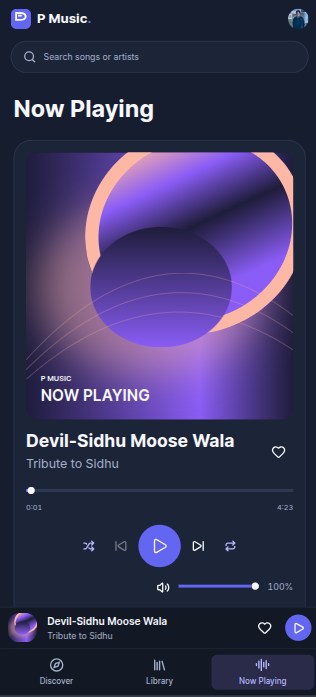 P Music.
Search songs or artists
Now Playing
P MUSIC
NOW PLAYING
Devil-Sidhu Moose Wala
Tribute to Sidhu
0:01 4:23
100%
Devil-Sidhu Moose Wala
Tribute to Sidhu
Discover Library Now Playing